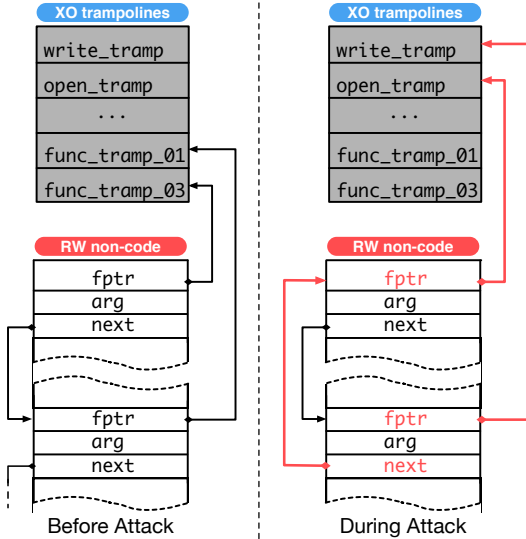 XO trampolines
write_tramp
open_tramp
...
func_tramp_01
func_tramp_03
RW non-code
fptr
arg
next
fptr
arg
next
Before Attack
XO trampolines
write_tramp
open_tramp
...
func_tramp_01
func_tramp_03
RW non-code
fptr
arg
next
fptr
arg
next
During Attack